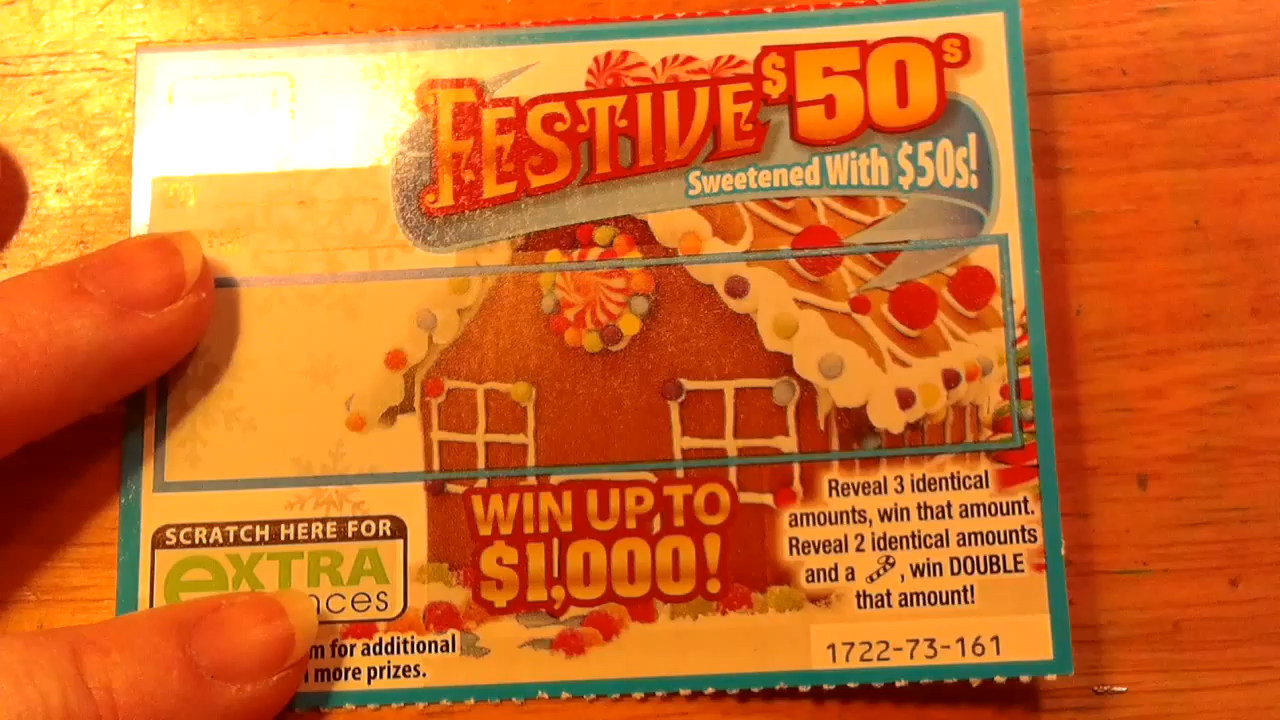 FESTIVE $50s
Sweetened With $50s!
WIN UP TO
$1,000!
Reveal 3 identical
amounts, win that amount.
Reveal 2 identical amounts
and a , win DOUBLE
that amount!
SCRATCH HERE FOR
eXTRA
for additional
more prizes.
1722-73-161